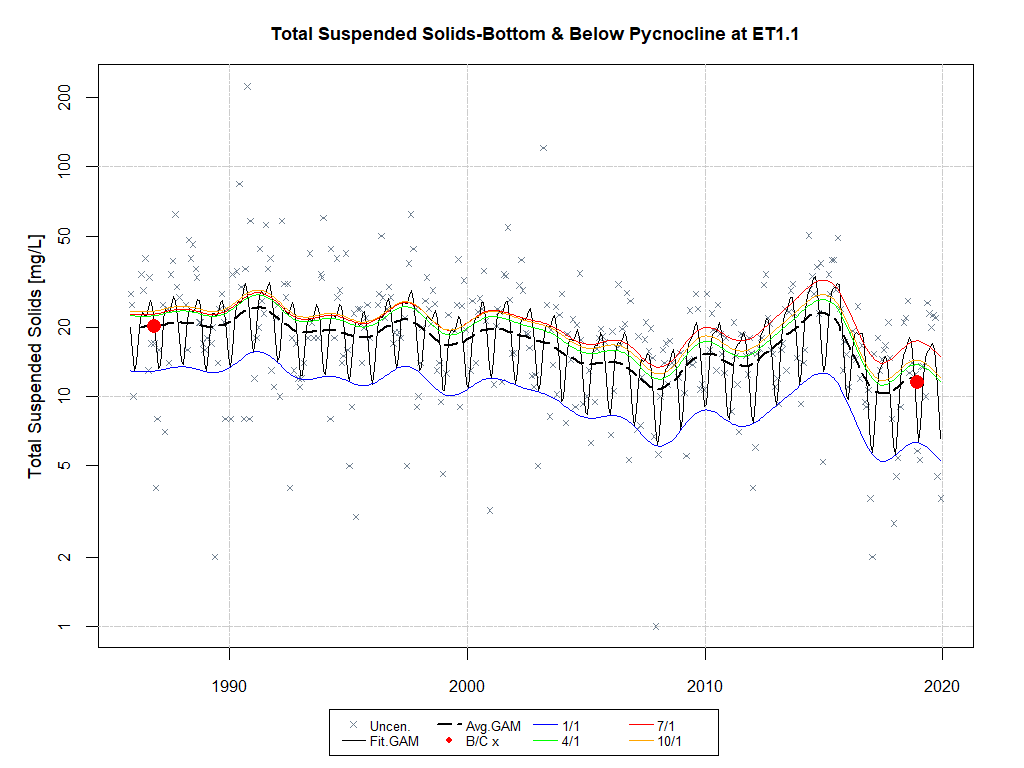 Total Suspended Solids-Bottom & Below Pycnocline at ET1.1
Total Suspended Solids [mg/L]
200
100
50
20
10
5
2
1
1990 2000 2010 2020
Uncen. Avg.GAM 1/1 7/1
Fit.GAM B/C x 4/1 10/1